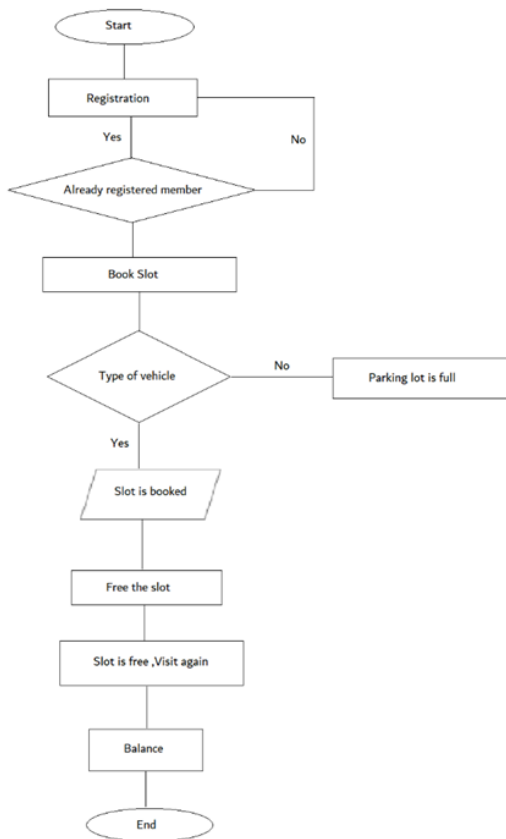 Start
Registration
Yes
No
Already registered member
Book Slot
Type of vehicle
No
Parking lot is full
Yes
Slot is booked
Free the slot
Slot is free ,Visit again
Balance
End